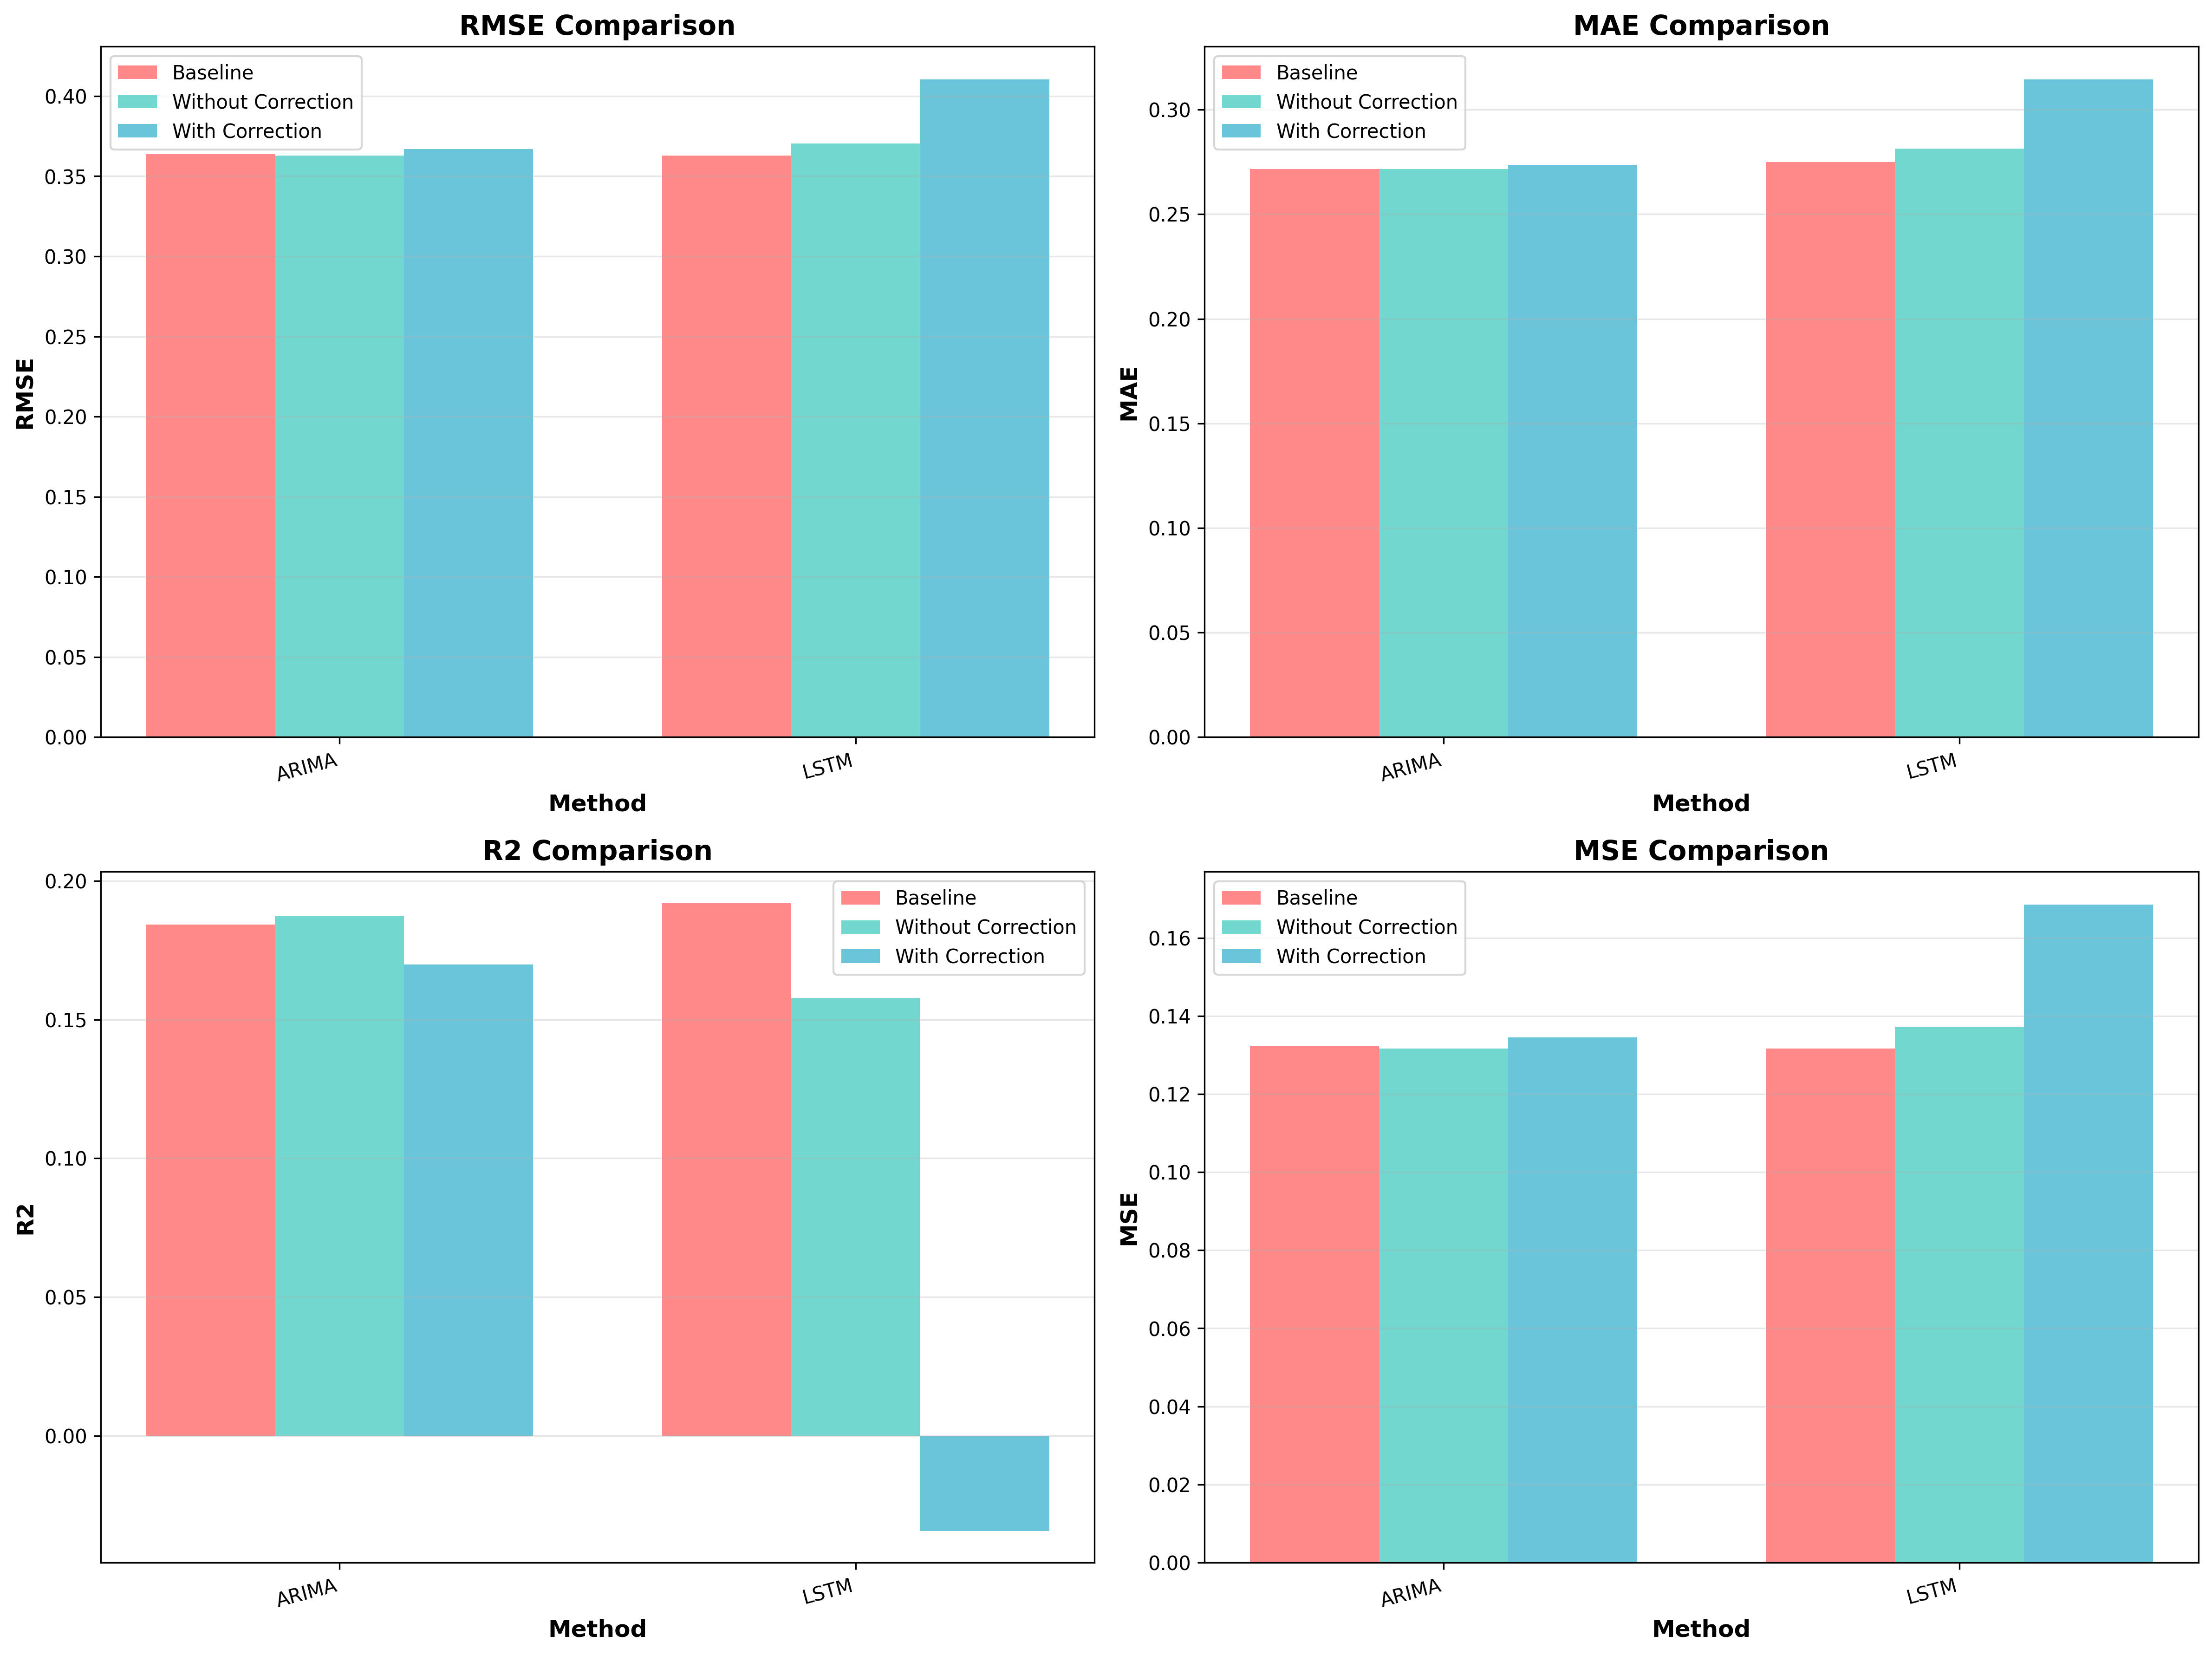 RMSE Comparison
Baseline
Without Correction
With Correction
0.40
0.35
0.30
0.25
0.20
0.15
0.10
0.05
0.00
RMSE
ARIMA
LSTM
Method
MAE Comparison
Baseline
Without Correction
With Correction
0.30
0.25
0.20
0.15
0.10
0.05
0.00
MAE
ARIMA
LSTM
Method
R2 Comparison
Baseline
Without Correction
With Correction
0.20
0.15
0.10
0.05
0.00
R2
ARIMA
LSTM
Method
MSE Comparison
Baseline
Without Correction
With Correction
0.16
0.14
0.12
0.10
0.08
0.06
0.04
0.02
0.00
MSE
ARIMA
LSTM
Method